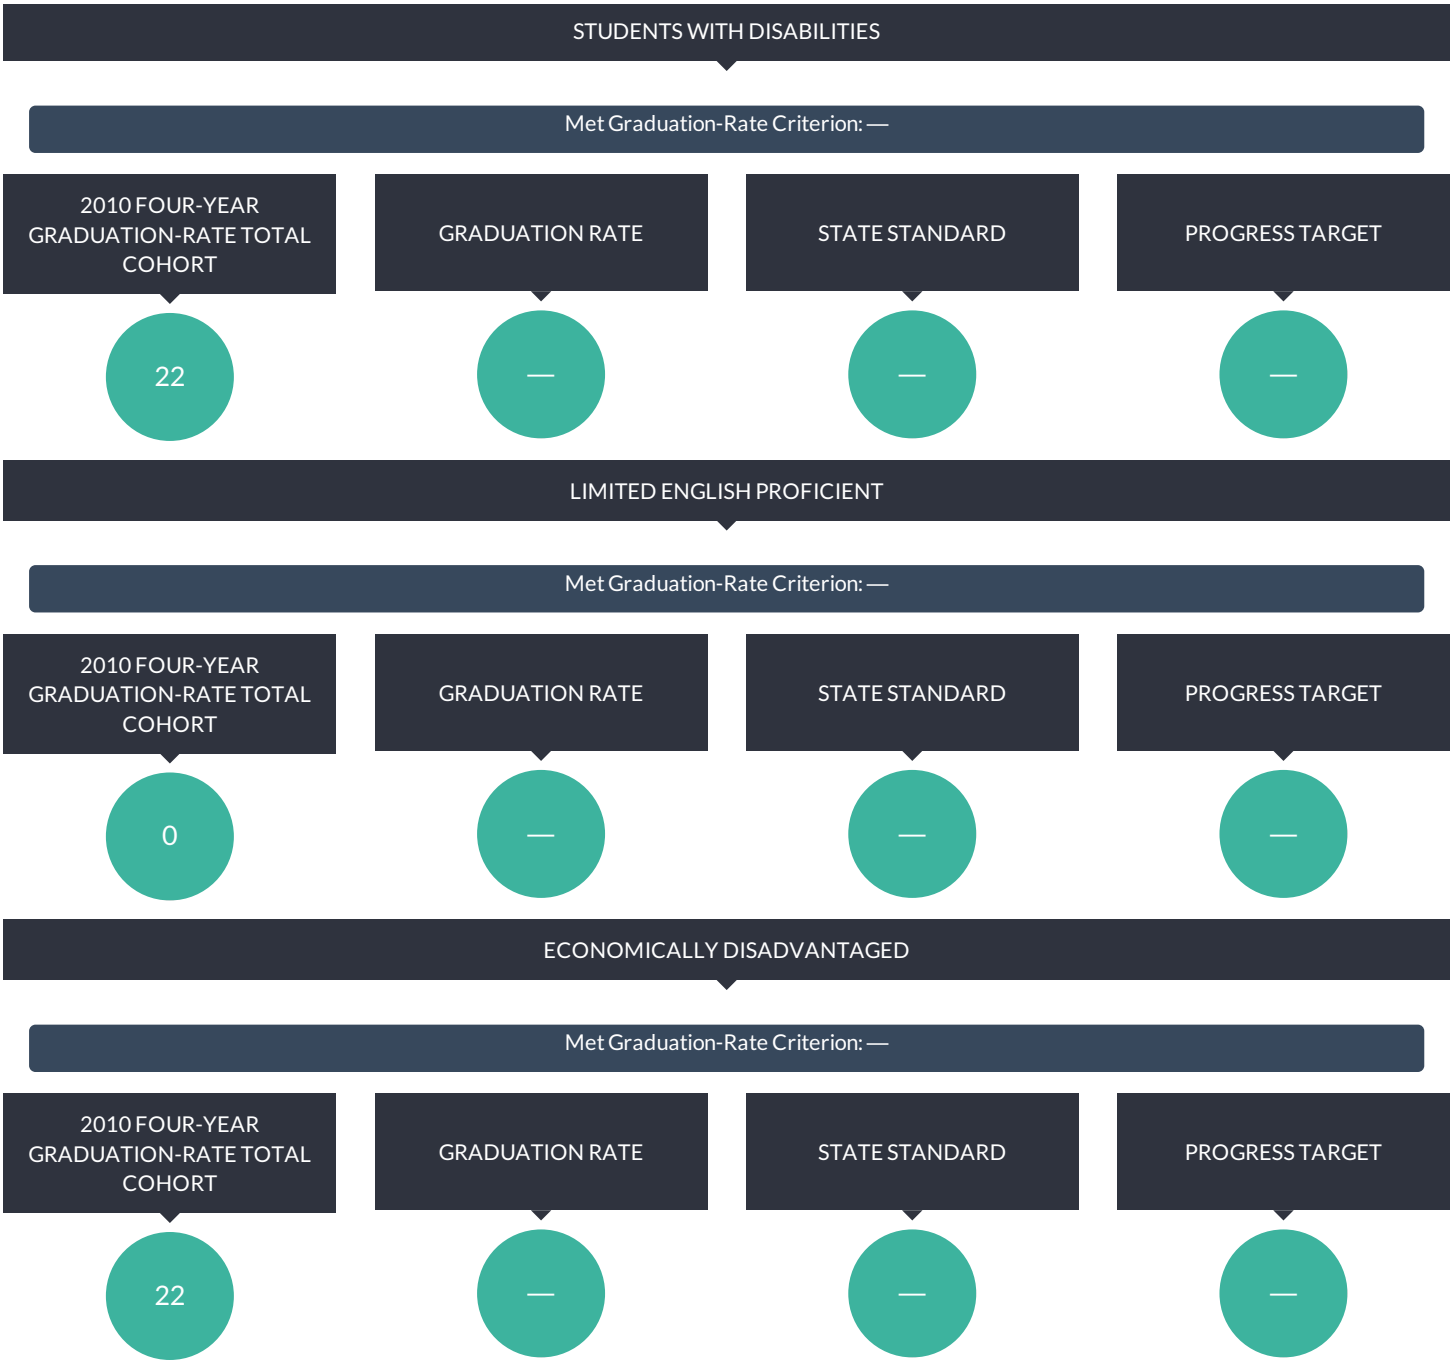 STUDENTS WITH DISABILITIES
Met Graduation-Rate Criterion: —
2010 FOUR-YEAR
GRADUATION-RATE TOTAL
COHORT
GRADUATION RATE
STATE STANDARD
PROGRESS TARGET
22
—
—
—
LIMITED ENGLISH PROFICIENT
Met Graduation-Rate Criterion: —
2010 FOUR-YEAR
GRADUATION-RATE TOTAL
COHORT
GRADUATION RATE
STATE STANDARD
PROGRESS TARGET
0
—
—
—
ECONOMICALLY DISADVANTAGED
Met Graduation-Rate Criterion: —
2010 FOUR-YEAR
GRADUATION-RATE TOTAL
COHORT
GRADUATION RATE
STATE STANDARD
PROGRESS TARGET
22
—
—
—